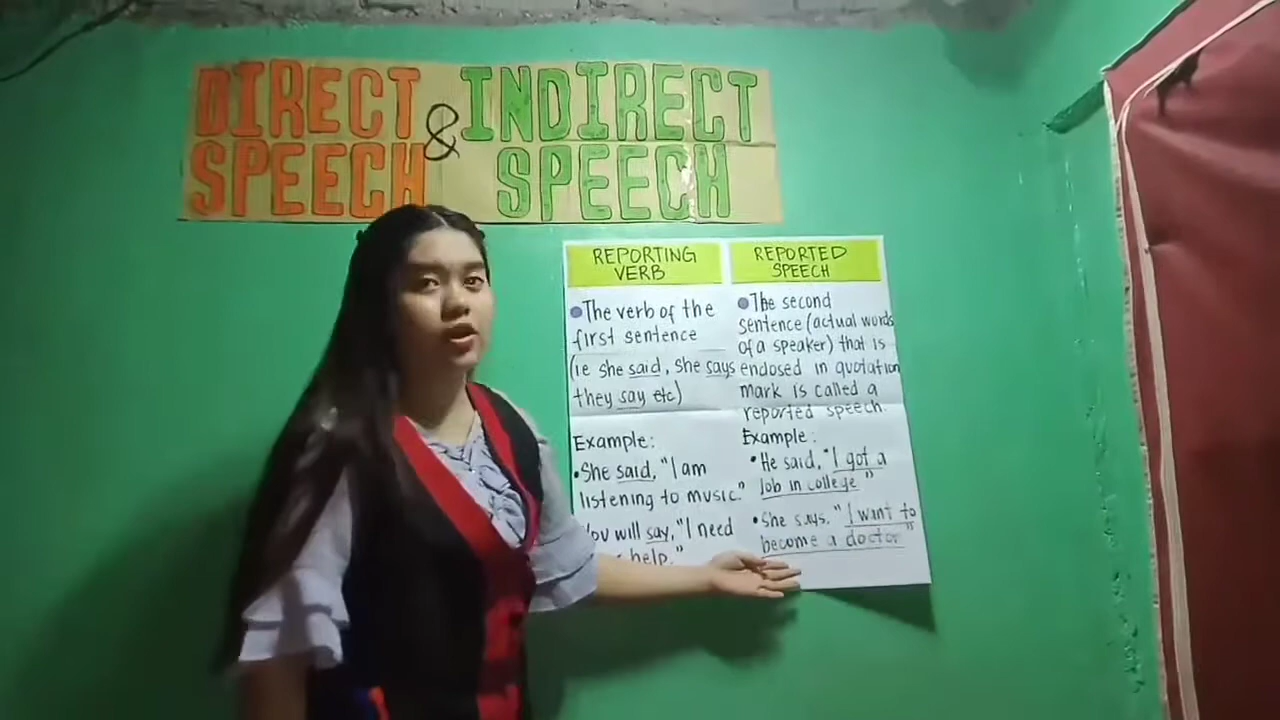 DIRECT
SPEECH
&
INDIRECT
SPEECH
REPORTING
VERB
• The verb of the
first sentence
(ie she said, she says
they say etc)
Example:
• She said, "I am
listening to music."
You will say, "I need
help."
REPORTED
SPEECH
• The second
sentence (actual words
of a speaker) that is
enclosed in quotation
mark is called a
reported speech.
Example:
• He said, "I got a
Job in college"
• She says, "I want to
become a doctor"